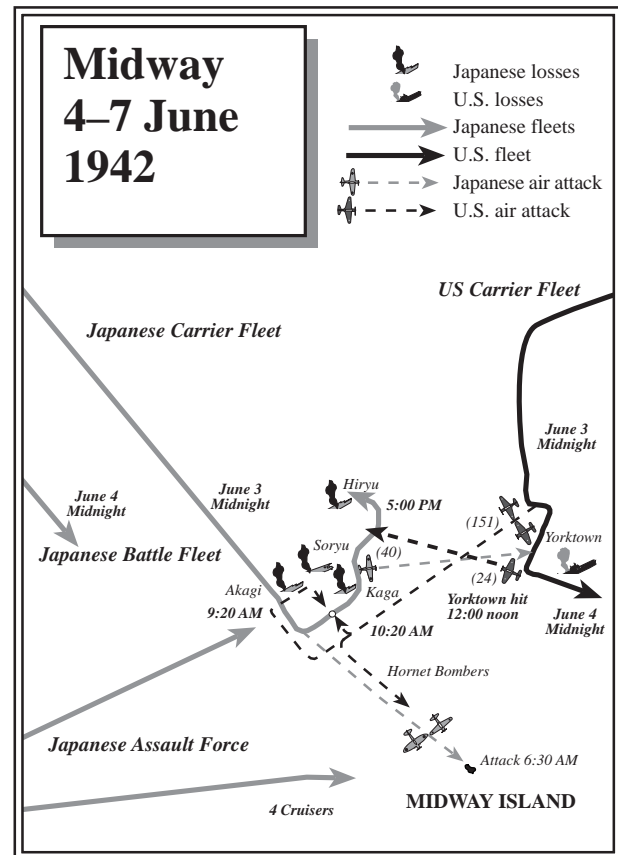 Midway
4–7 June
1942
Japanese losses
U.S. losses
Japanese fleets
U.S. fleet
Japanese air attack
U.S. air attack
US Carrier Fleet
Japanese Carrier Fleet
June 3
Midnight
June 4
Midnight
June 3
Midnight
Hiryu
5:00 PM
(151)
Yorktown
Japanese Battle Fleet
Soryu
(40)
(24)
Akagi
Kaga
Yorktown hit
12:00 noon
9:20 AM
10:20 AM
June 4
Midnight
Hornet Bombers
Japanese Assault Force
Attack 6:30 AM
MIDWAY ISLAND
4 Cruisers